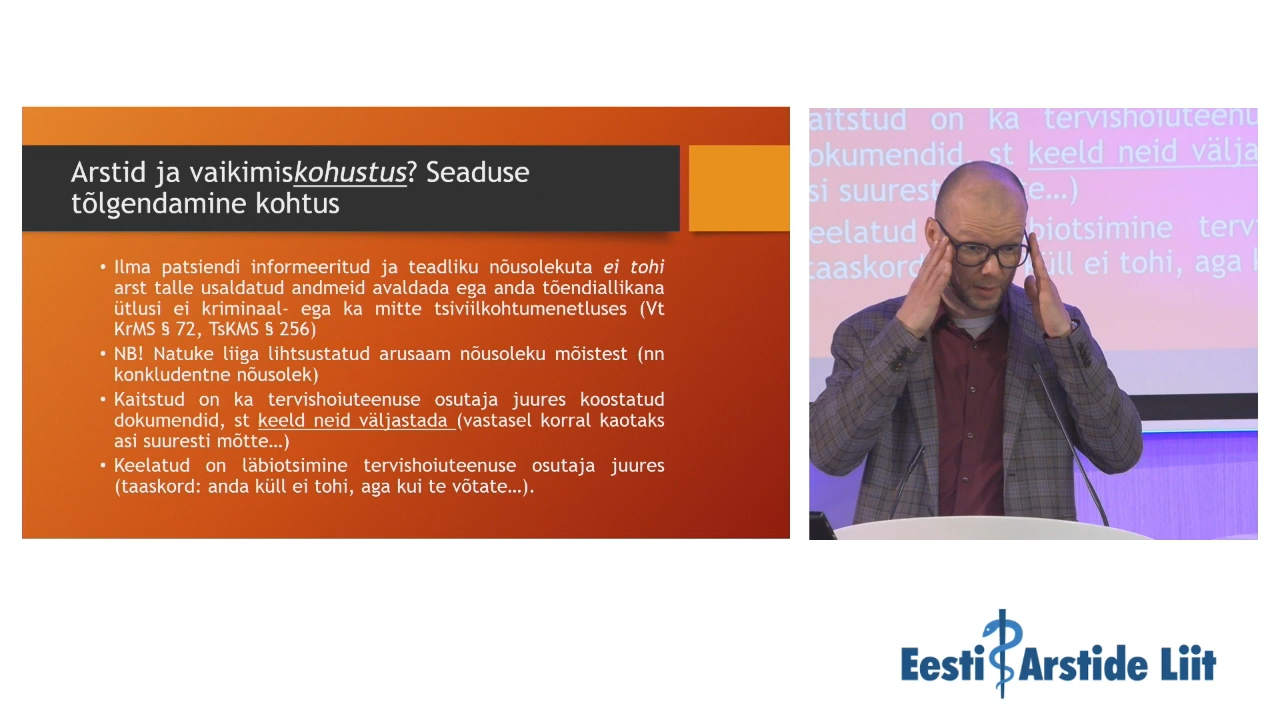 Arstid ja vaikimiskohustus? Seaduse
tõlgendamine kohtus
• Ilma patsiendi informeeritud ja teadliku nõusolekuta ei tohi
arst talle usaldatud andmeid avaldada ega anda tõendiallikana
ütlusi ei kriminaal- ega ka mitte tsiviilkohtumenetluses (Vt
KrMS § 72, TsKMS § 256)
• NB! Natuke liiga lihtsustatud arusaam nõusoleku mõistest (nn
konkludentne nõusolek)
• Kaitstud on ka tervishoiuteenuse osutaja juures koostatud
dokumendid, st keeld neid väljastada (vastasel korral kaotaks
asi suuresti mõtte…)
• Keelatud on läbiotsimine tervishoiuteenuse osutaja juures
(taaskord: anda küll ei tohi, aga kui te võtate…).
aitstud on ka tervishoiuteenu
okumendid, st keeld neid välja
si suurest e…)
eelatud biotsimine terv
taaskord küll ei tohi, aga k
Eesti Arstide Liit